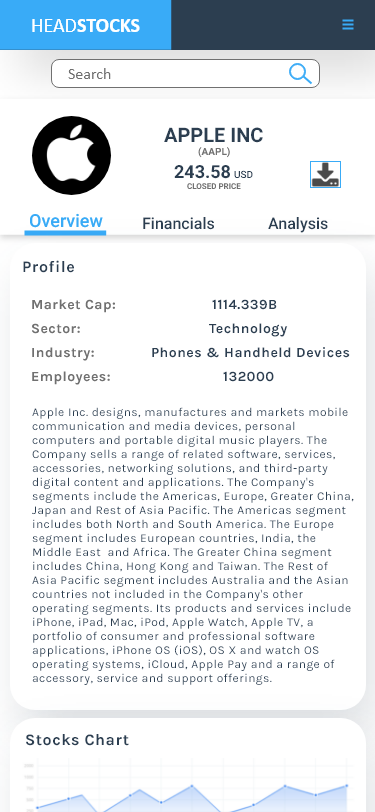 HEADSTOCKS
Search
APPLE INC
(AAPL)
243.58 USD
CLOSED PRICE
Overview Financials Analysis
Profile
Market Cap: 1114.339B
Sector: Technology
Industry: Phones & Handheld Devices
Employees: 132000
Apple Inc. designs, manufactures and markets mobile
communication and media devices, personal
computers and portable digital music players. The
Company sells a range of related software, services,
accessories, networking solutions, and third-party
digital content and applications. The Company's
segments include the Americas, Europe, Greater China,
Japan and Rest of Asia Pacific. The Americas segment
includes both North and South America. The Europe
segment includes European countries, India, the
Middle East and Africa. The Greater China segment
includes China, Hong Kong and Taiwan. The Rest of
Asia Pacific segment includes Australia and the Asian
countries not included in the Company's other
operating segments. Its products and services include
iPhone, iPad, Mac, iPod, Apple Watch, Apple TV, a
portfolio of consumer and professional software
applications, iPhone OS (iOS), OS X and watch OS
operating systems, iCloud, Apple Pay and a range of
accessory, service and support offerings.
Stocks Chart